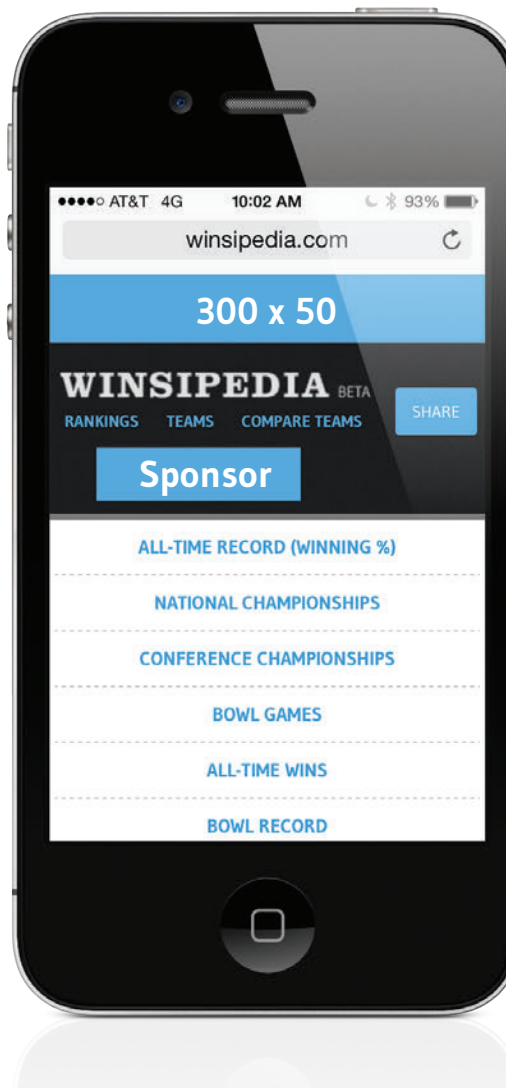 AT&T 4G 10:02 AM 93%
winsipedia.com
300 x 50
WINSIPEDIA BETA
SHARE
RANKINGS TEAMS COMPARE TEAMS
Sponsor
ALL-TIME RECORD (WINNING %)
NATIONAL CHAMPIONSHIPS
CONFERENCE CHAMPIONSHIPS
BOWL GAMES
ALL-TIME WINS
BOWL RECORD